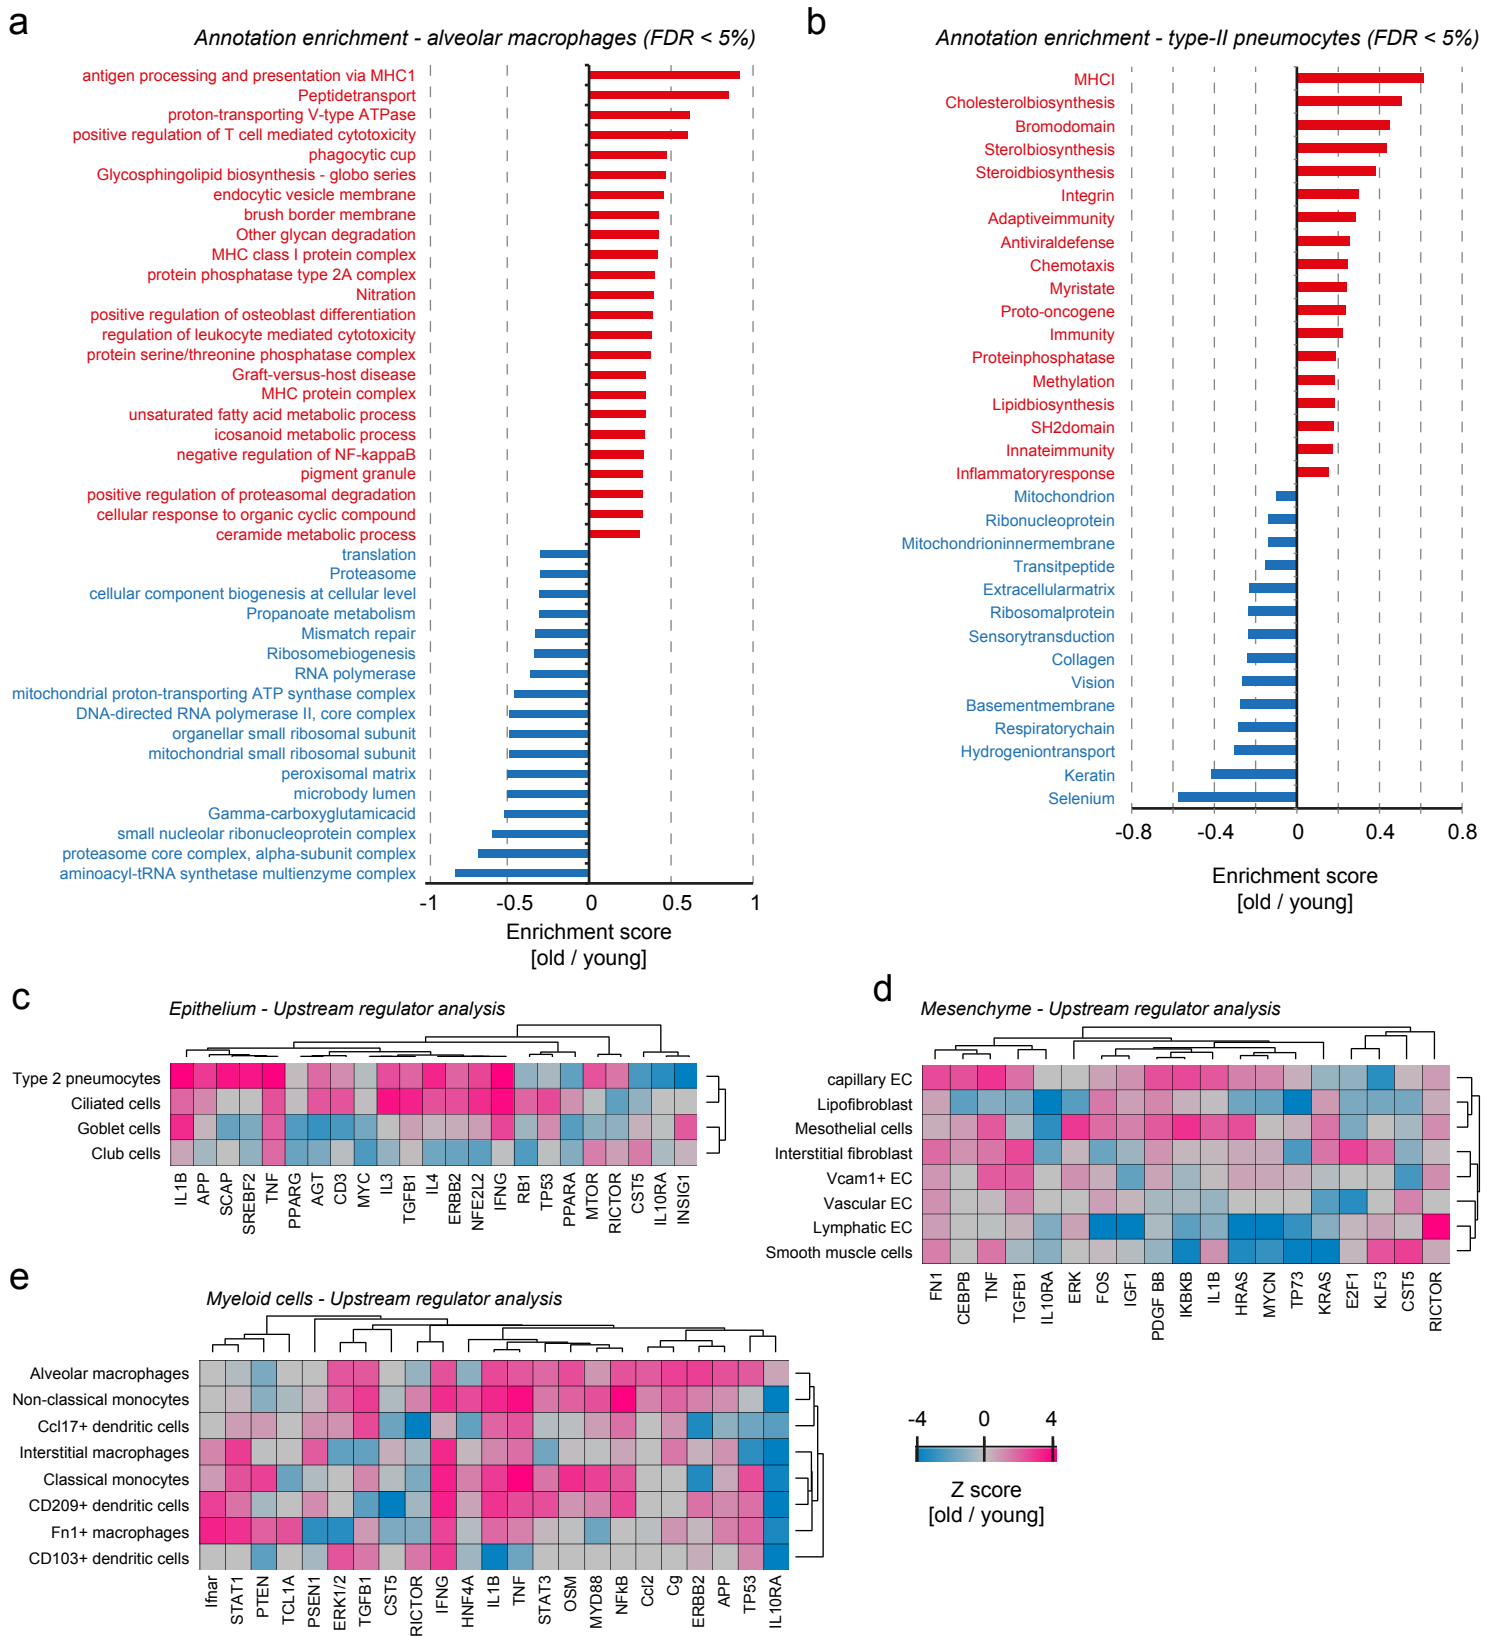 a
Annotation enrichment - alveolar macrophages (FDR < 5%)
antigen processing and presentation via MHC1
Peptidetransport
proton-transporting V-type ATPase
positive regulation of T cell mediated cytotoxicity
phagocytic cup
Glycosphingolipid biosynthesis - globo series
endocytic vesicle membrane
brush border membrane
Other glycan degradation
MHC class I protein complex
protein phosphatase type 2A complex
Nitration
positive regulation of osteoblast differentiation
regulation of leukocyte mediated cytotoxicity
protein serine/threonine phosphatase complex
Graft-versus-host disease
MHC protein complex
unsaturated fatty acid metabolic process
icosanoid metabolic process
negative regulation of NF-kappaB
pigment granule
positive regulation of proteasomal degradation
cellular response to organic cyclic compound
ceramide metabolic process
translation
Proteasome
cellular component biogenesis at cellular level
Propanoate metabolism
Mismatch repair
Ribosomebiogenesis
RNA polymerase
mitochondrial proton-transporting ATP synthase complex
DNA-directed RNA polymerase II, core complex
organellar small ribosomal subunit
mitochondrial small ribosomal subunit
peroxisomal matrix
microbody lumen
Gamma-carboxyglutamicacid
small nucleolar ribonucleoprotein complex
proteasome core complex, alpha-subunit complex
aminoacyl-tRNA synthetase multienzyme complex
-1 -0.5 0 0.5 1
Enrichment score
[old / young]
b
Annotation enrichment - type-II pneumocytes (FDR < 5%)
MHCI
Cholesterolbiosynthesis
Bromodomain
Sterolbiosynthesis
Steroidbiosynthesis
Integrin
Adaptiveimmunity
Antiviraldefense
Chemotaxis
Myristate
Proto-oncogene
Immunity
Proteinphosphatase
Methylation
Lipidbiosynthesis
SH2domain
Innateimmunity
Inflammatoryresponse
Mitochondrion
Ribonucleoprotein
Mitochondrioninnermembrane
Transitpeptide
Extracellularmatrix
Ribosomalprotein
Sensorytransduction
Collagen
Vision
Basementmembrane
Respiratorychain
Hydrogeniontransport
Keratin
Selenium
-0.8 -0.4 0 0.4 0.8
Enrichment score
[old / young]
c
Epithelium - Upstream regulator analysis
Type 2 pneumocytes
Ciliated cells
Goblet cells
Club cells
IL1B APP SCAP SREBF2 TNF PPARG AGT CD3 MYC IL3 TGFB1 IL4 ERBB2 NFE2L2 IFNG RB1 TP53 PPARA MTOR RICTOR CST5 IL10RA INSIG1
d
Mesenchyme - Upstream regulator analysis
capillary EC
Lipofibroblast
Mesothelial cells
Interstitial fibroblast
Vcam1+ EC
Vascular EC
Lymphatic EC
Smooth muscle cells
FN1 CEBPB TNF TGFB1 IL10RA ERK FOS IGF1 PDGF BB IKBKB IL1B HRAS MYCN TP73 KRAS E2F1 KLF3 CST5 RICTOR
e
Myeloid cells - Upstream regulator analysis
Alveolar macrophages
Non-classical monocytes
Ccl17+ dendritic cells
Interstitial macrophages
Classical monocytes
CD209+ dendritic cells
Fn1+ macrophages
CD103+ dendritic cells
Ifnar STAT1 PTEN TCL1A PSEN1 ERK1/2 TGFB1 CST5 RICTOR IFNG HNF4A IL1B TNF STAT3 OSM MYD88 NFkB Ccl2 Cg ERBB2 APP TP53 IL10RA
-4 0 4
Z score
[old / young]